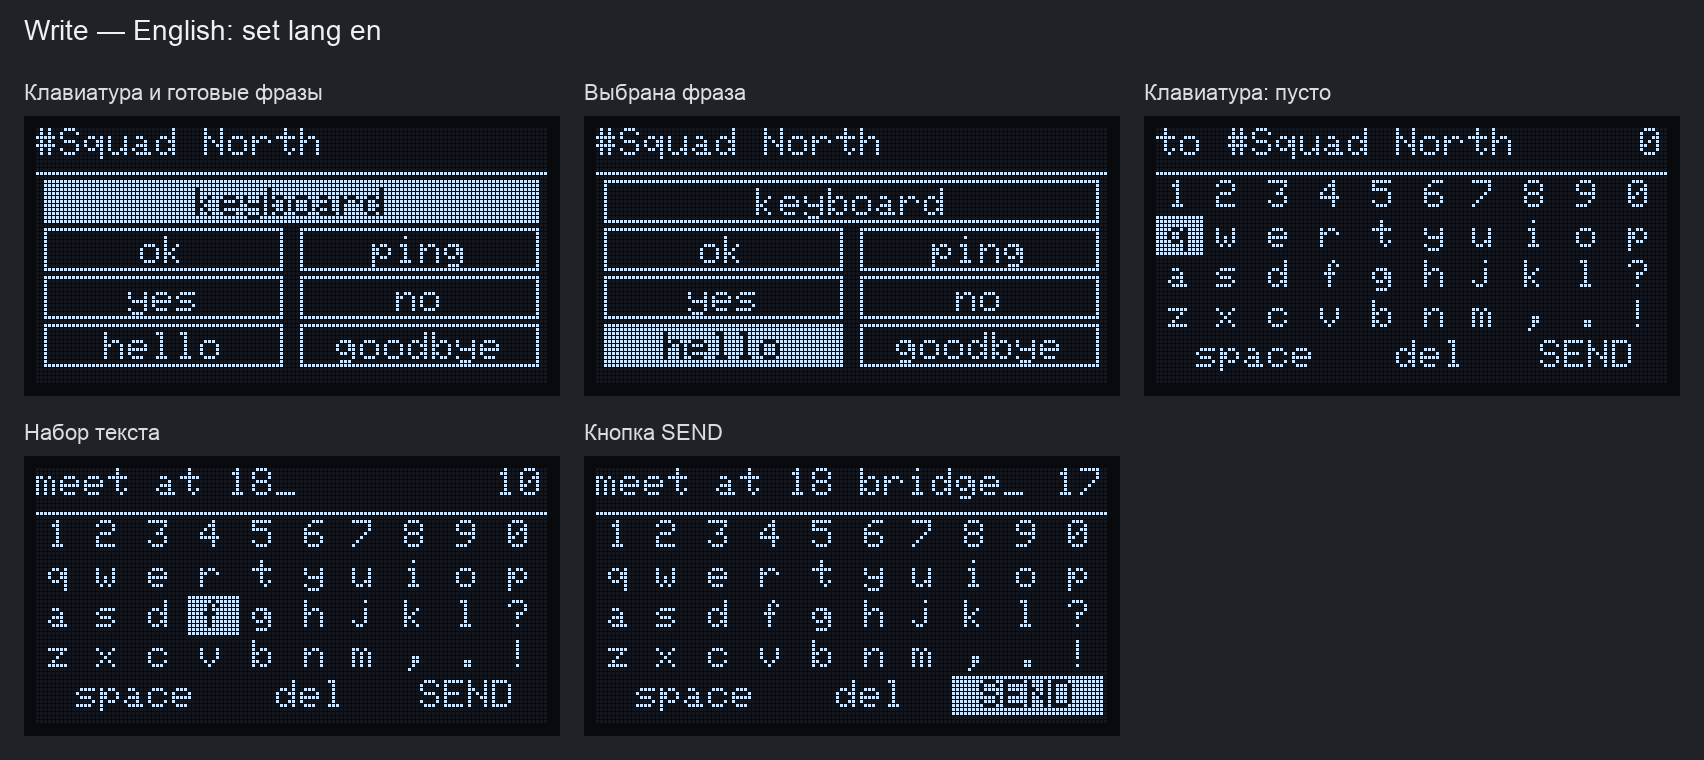 Write — English: set lang en
Клавиатура и готовые фразы
#Squad North
keyboard
ok ping
yes no
hello goodbye
Выбрана фраза
#Squad North
keyboard
ok ping
yes no
hello goodbye
Клавиатура: пусто
to #Squad North 0
1 2 3 4 5 6 7 8 9 0
q w e r t y u i o p
a s d f g h j k l ?
z x c v b n m , . !
space del SEND
Набор текста
meet at 18_ 10
1 2 3 4 5 6 7 8 9 0
q w e r t y u i o p
a s d f g h j k l ?
z x c v b n m , . !
space del SEND
Кнопка SEND
meet at 18 bridge_ 17
1 2 3 4 5 6 7 8 9 0
q w e r t y u i o p
a s d f g h j k l ?
z x c v b n m , . !
space del SEND